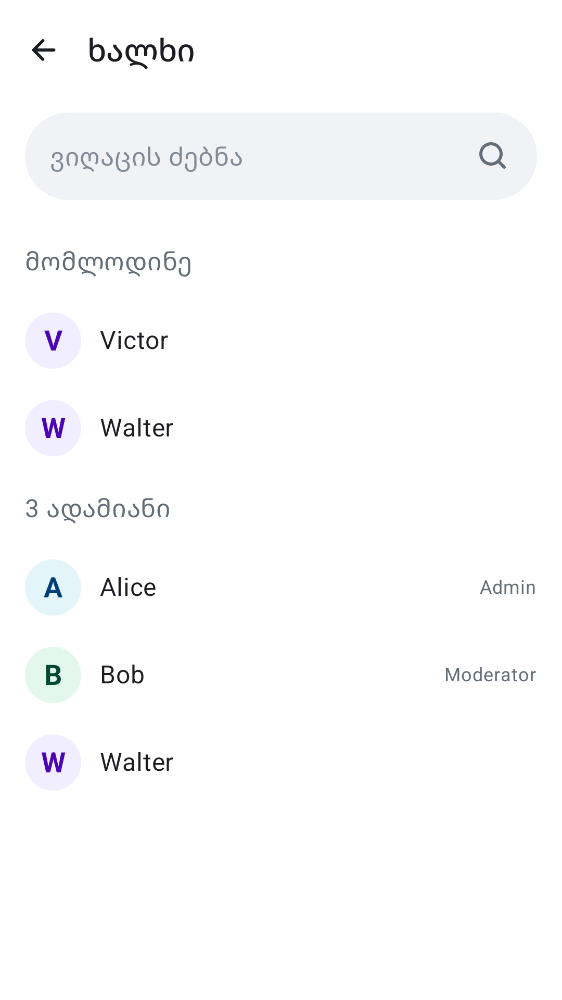 ხალხი
ვიღაცის ძებნა
მომლოდინე
V Victor
W Walter
3 ადამიანი
A Alice Admin
B Bob Moderator
W Walter